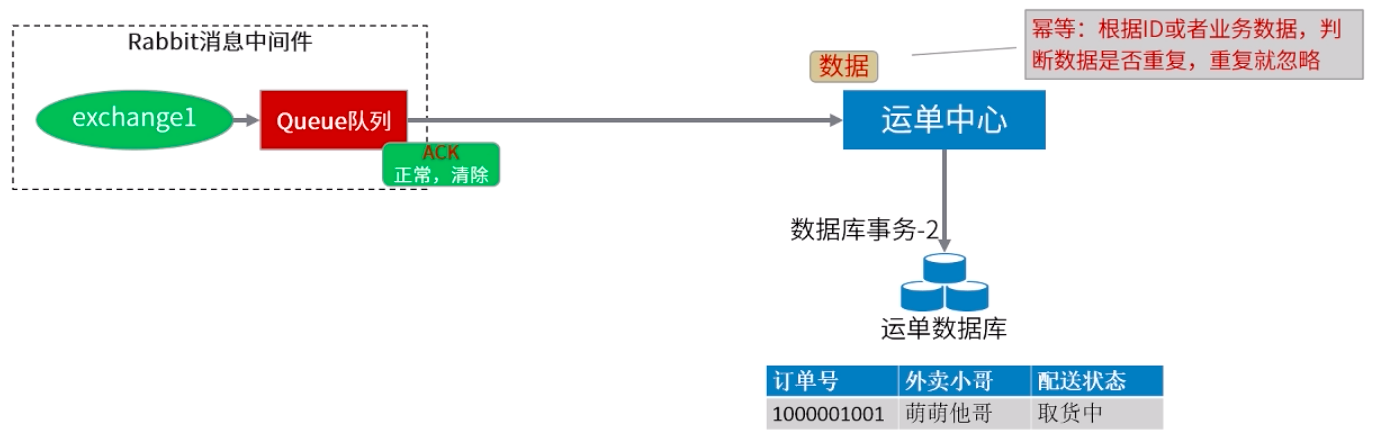 Rabbit消息中间件
exchange1
Queue队列
ACK
正常，清除
数据
幂等：根据ID或者业务数据，判
断数据是否重复，重复就忽略
运单中心
数据库事务-2
运单数据库
订单号 外卖小哥 配送状态
1000001001 萌萌他哥 取货中